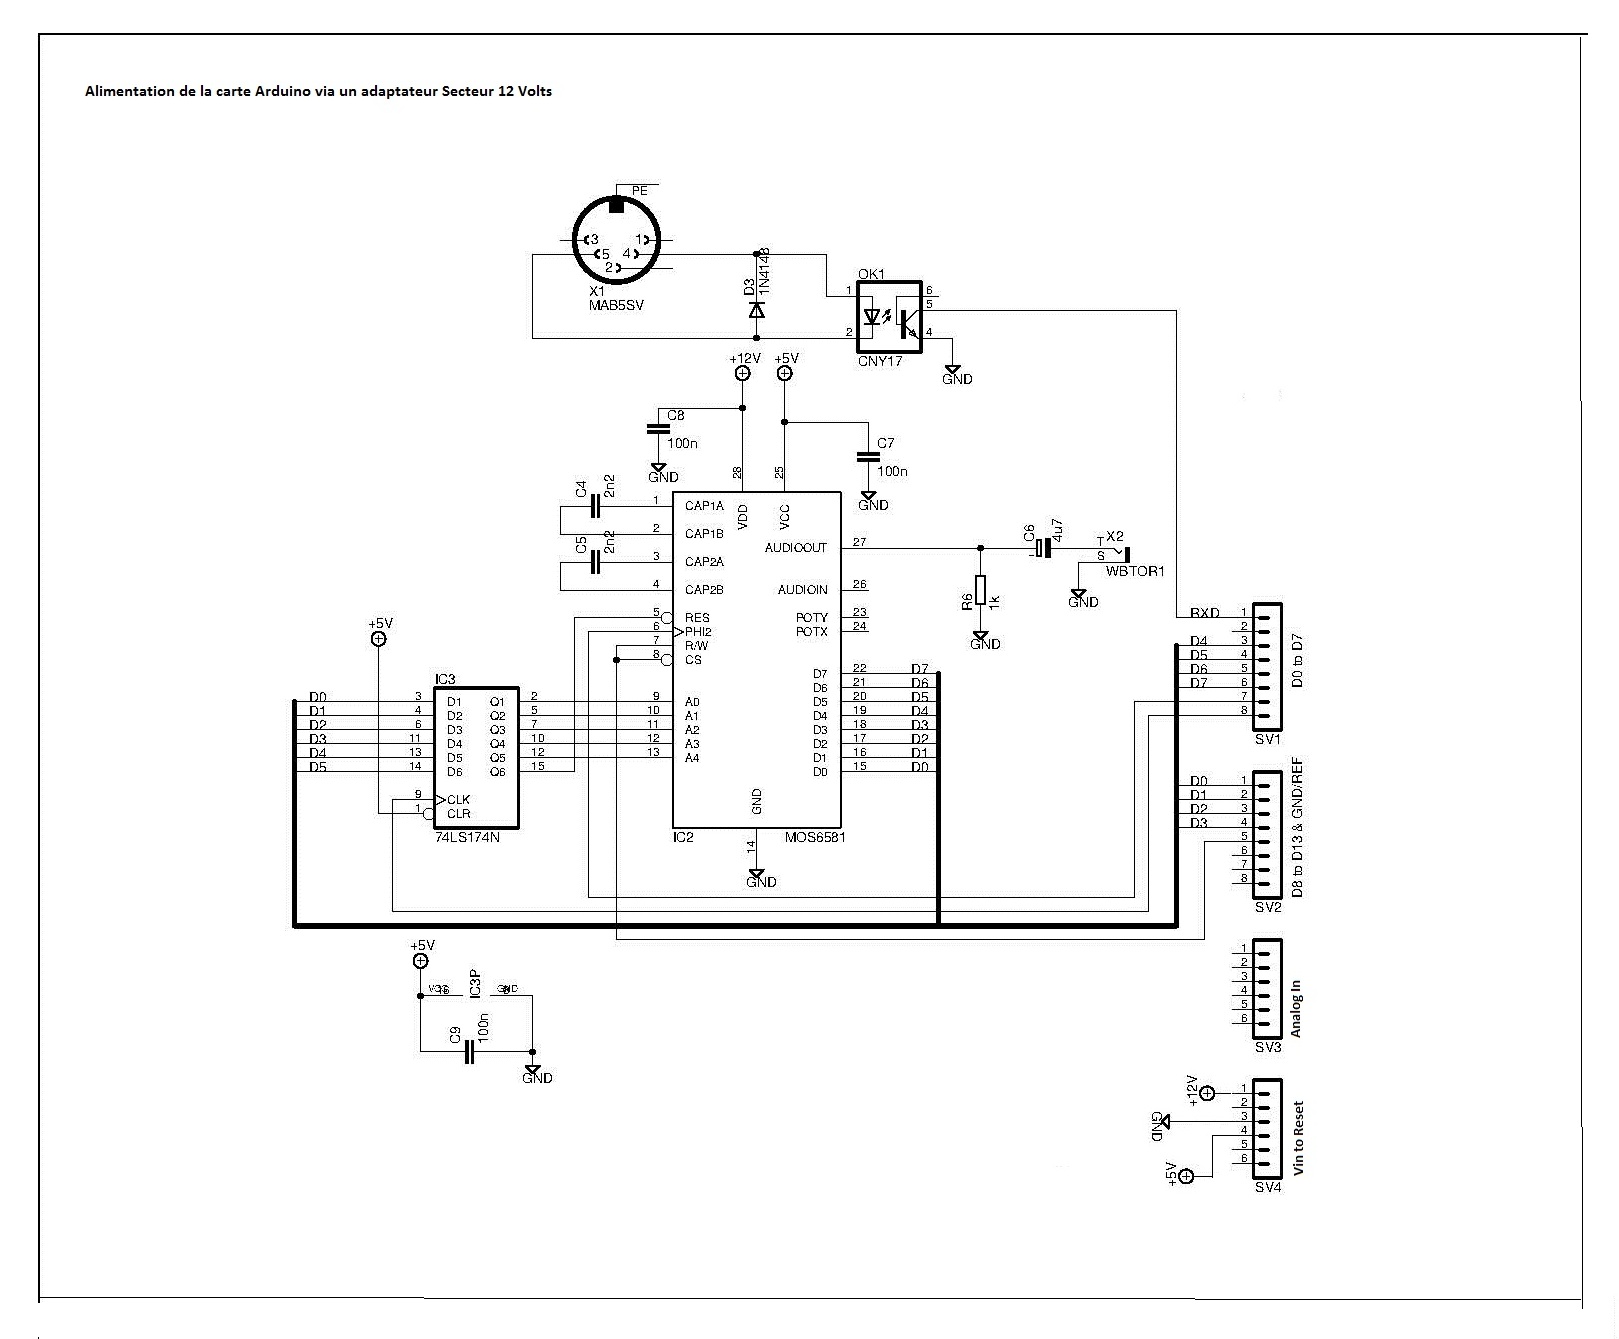 Alimentation de la carte Arduino via un adaptateur Secteur 12 Volts
PE
3 1
5 4
2
X1
MAB5SV
D3
1N4148
OK1
1 6
5
2 4
CNY17
GND
+12V +5V
C8
100n
GND
C7
100n
GND
28 25
VDD VCC
C4
2n2
C5
2n2
1 CAP1A
2 CAP1B
3 CAP2A
4 CAP2B
5 RES
6 PHI2
7 R/W
8 CS
9 A0
10 A1
11 A2
12 A3
13 A4
AUDIOOUT 27
AUDIOIN 26
POTY 23
POTX 24
D7 22 D7
D6 21 D6
D5 20 D5
D4 19 D4
D3 18 D3
D2 17 D2
D1 16 D1
D0 15 D0
GND
14
IC2 MOS6581
GND
C6
4u7
R6
1k
GND
T X2
S
WBTOR1
GND
+5V
IC3
D0 3 D1 Q1 2
D1 4 D2 Q2 5
D2 6 D3 Q3 7
D3 11 D4 Q4 10
D4 13 D5 Q5 12
D5 14 D6 Q6 15
9 CLK
1 CLR
74LS174N
+5V
VCC
IC3P
GND
C9
100n
GND
RXD 1
2
D4 3
D5 4
D6 5
D7 6
7
8
D0 to D7
SV1
D0 1
D1 2
D2 3
D3 4
5
6
7
8
D8 to D13 & GND/REF
SV2
1
2
3
4
5
6
Analog In
SV3
+12V
GND
+5V
1
2
3
4
5
6
Vin to Reset
SV4